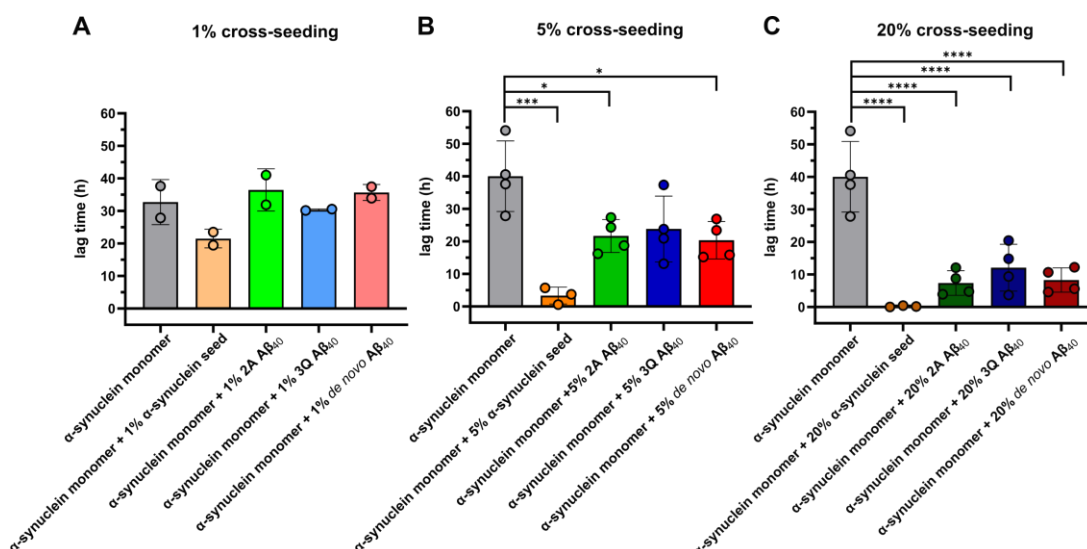 A
1% cross-seeding
lag time (h)
60
50
40
30
20
10
0
α-synuclein monomer
α-synuclein monomer + 1% α-synuclein seed
α-synuclein monomer + 1% 2A Aβ40
α-synuclein monomer + 1% 3Q Aβ40
α-synuclein monomer + 1% de novo Aβ40
B
5% cross-seeding
*
*
***
lag time (h)
60
50
40
30
20
10
0
α-synuclein monomer
α-synuclein monomer + 5% α-synuclein seed
α-synuclein monomer +5% 2A Aβ40
α-synuclein monomer + 5% 3Q Aβ40
α-synuclein monomer + 5% de novo Aβ40
C
20% cross-seeding
****
****
****
****
lag time (h)
60
50
40
30
20
10
0
α-synuclein monomer
α-synuclein monomer + 20% α-synuclein seed
α-synuclein monomer + 20% 2A Aβ40
α-synuclein monomer + 20% 3Q Aβ40
α-synuclein monomer + 20% de novo Aβ40